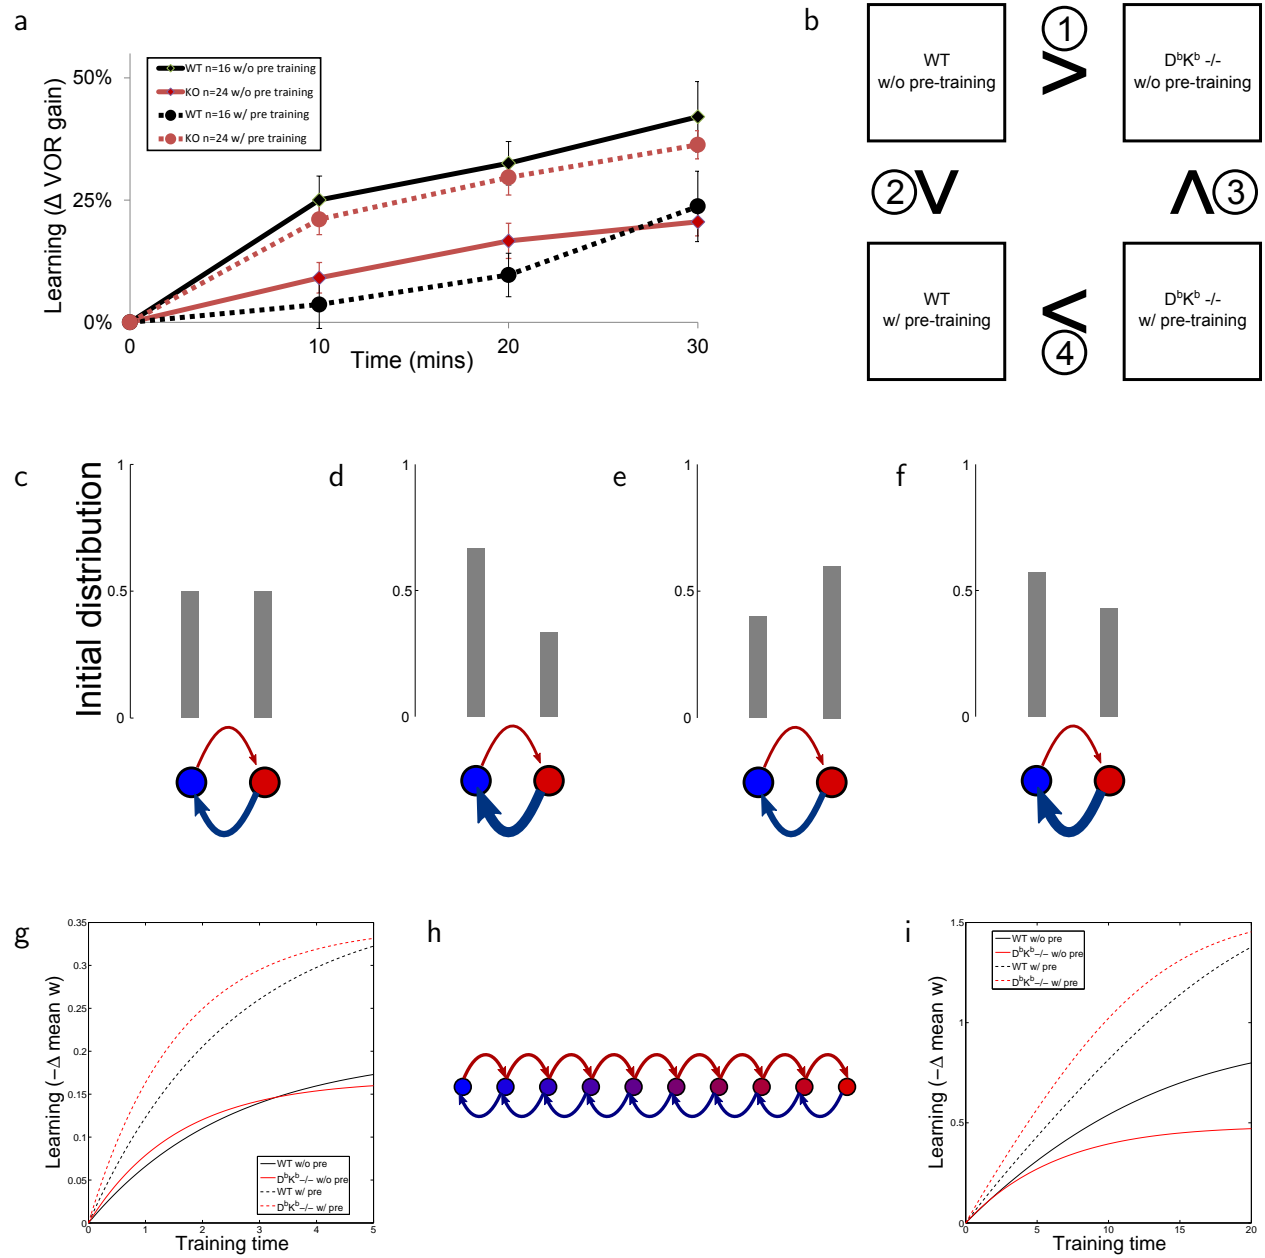 a
Learning (Δ VOR gain)
50%
25%
0%
WT n=16 w/o pre training
KO n=24 w/o pre training
WT n=16 w/ pre training
KO n=24 w/ pre training
0 10 20 30
Time (mins)
b
WT
w/o pre-training
1
>
DᵇKᵇ -/-
w/o pre-training
2
>
>
3
WT
w/ pre-training
<
4
DᵇKᵇ -/-
w/ pre-training
c
Initial distribution
1
0.5
0
d
1
0.5
0
e
1
0.5
0
f
1
0.5
0
g
Learning (−Δ mean w)
0.35
0.3
0.25
0.2
0.15
0.1
0.05
0
WT w/o pre
DᵇKᵇ−/− w/o pre
WT w/ pre
DᵇKᵇ−/− w/ pre
0 1 2 3 4 5
Training time
h
i
Learning (−Δ mean w)
1.5
1
0.5
0
WT w/o pre
DᵇKᵇ−/− w/o pre
WT w/ pre
DᵇKᵇ−/− w/ pre
0 5 10 15 20
Training time